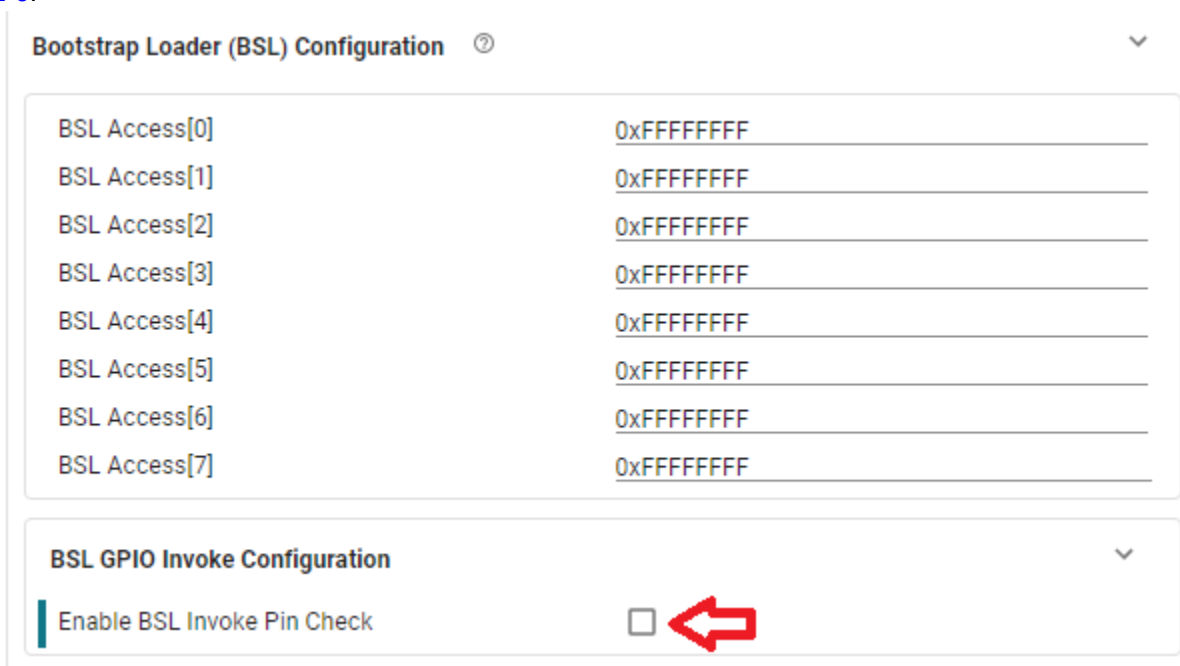 Bootstrap Loader (BSL) Configuration ?
BSL Access[0] 0xFFFFFFFF
BSL Access[1] 0xFFFFFFFF
BSL Access[2] 0xFFFFFFFF
BSL Access[3] 0xFFFFFFFF
BSL Access[4] 0xFFFFFFFF
BSL Access[5] 0xFFFFFFFF
BSL Access[6] 0xFFFFFFFF
BSL Access[7] 0xFFFFFFFF
BSL GPIO Invoke Configuration
Enable BSL Invoke Pin Check